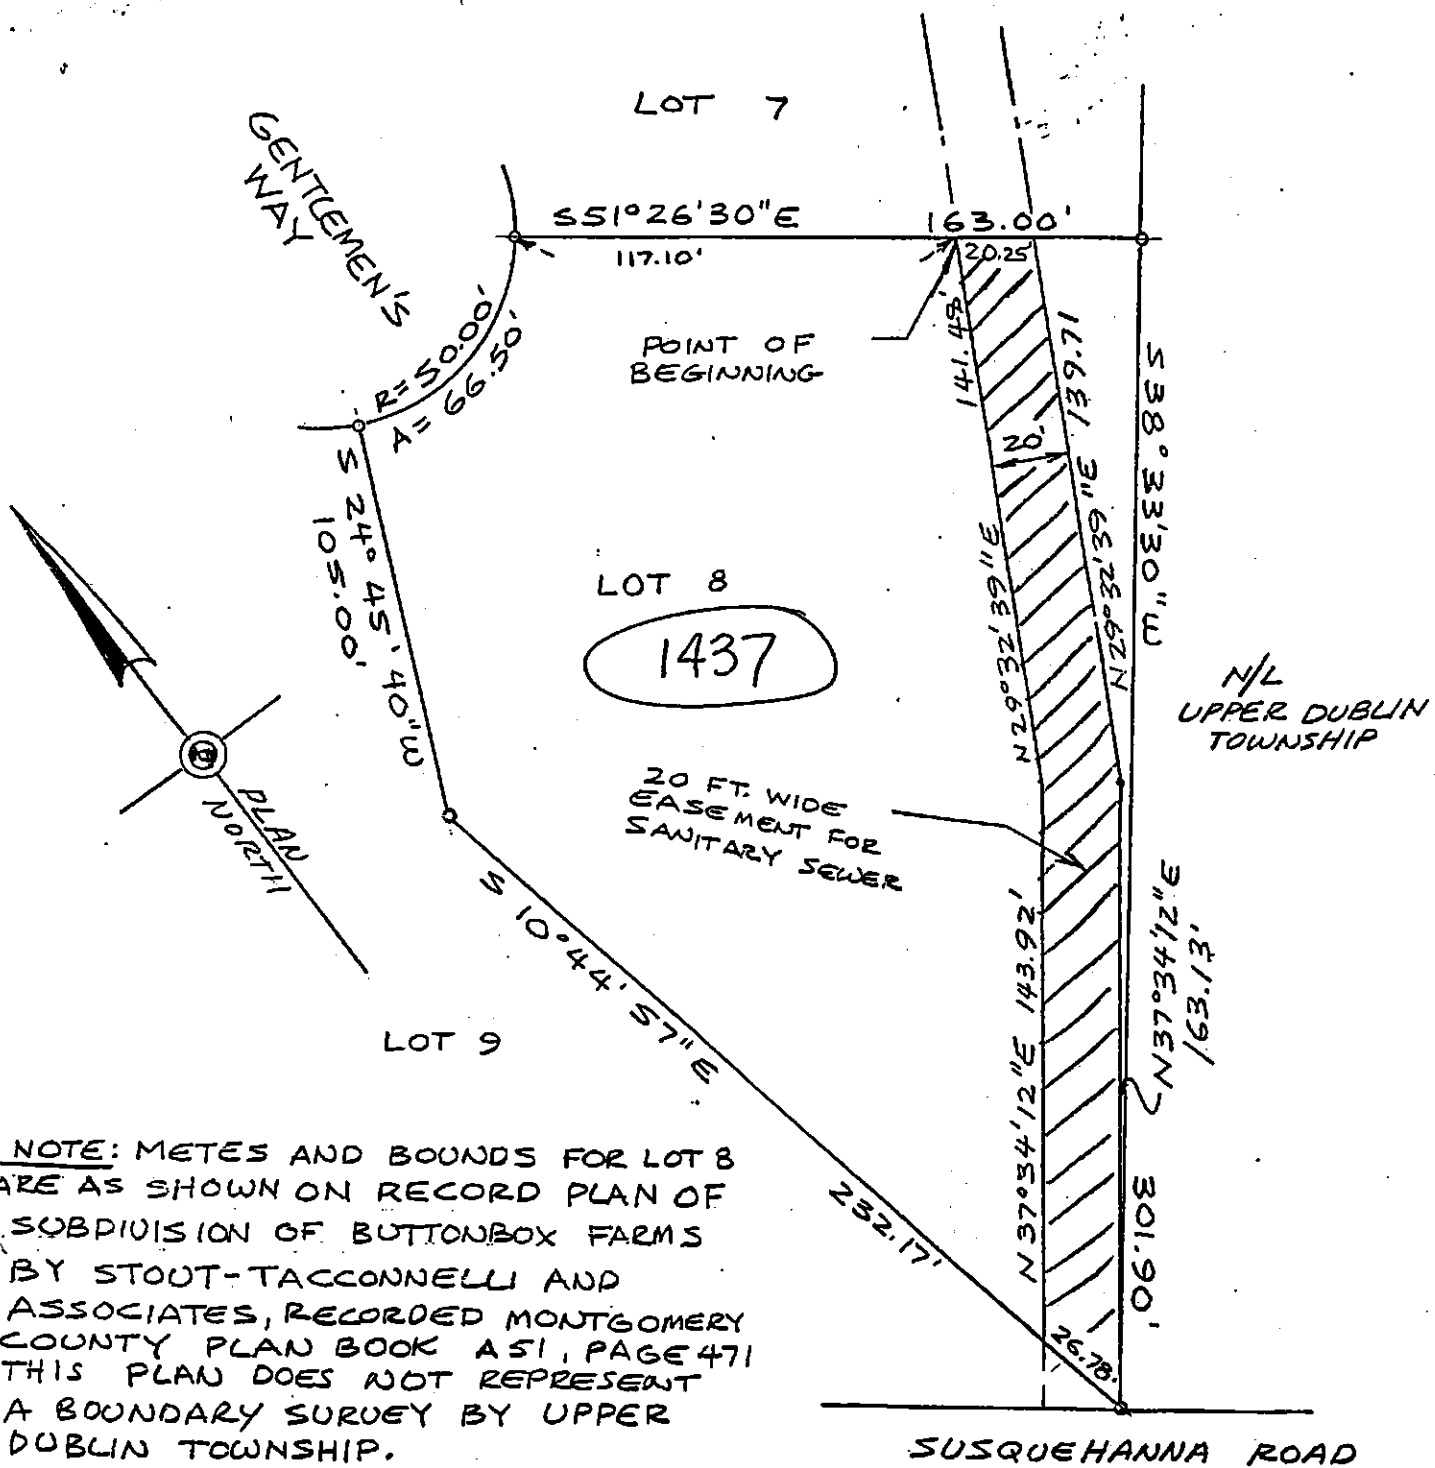 LOT 7
GENTLEMEN'S
WAY
S51°26'30"E
163.00'
117.10'
20.25'
POINT OF
BEGINNING
R=50.00'
A=66.50'
141.48'
N29°32'39"E
20'
N29°32'39"E 139.71
S38°33'30"E
S 24° 45' 40"W
105.00'
LOT 8
1437
N/L
UPPER DUBLIN
TOWNSHIP
PLAN
NORTH
20 FT. WIDE
EASEMENT FOR
SANITARY SEWER
S 10°44' 57"E
232.17'
LOT 9
N37°34'12"E 143.92'
N37°34'12"E
163.13'
301.90'
26.78'
NOTE: METES AND BOUNDS FOR LOT 8
ARE AS SHOWN ON RECORD PLAN OF
SUBDIVISION OF BUTTONBOX FARMS
BY STOUT-TACCONNELLI AND
ASSOCIATES, RECORDED MONTGOMERY
COUNTY PLAN BOOK A51, PAGE 471
THIS PLAN DOES NOT REPRESENT
A BOUNDARY SURVEY BY UPPER
DUBLIN TOWNSHIP.
SUSQUEHANNA ROAD